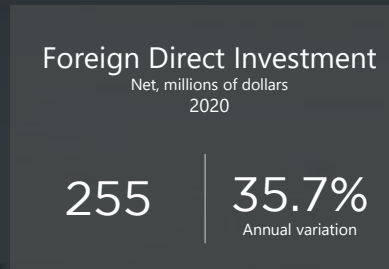 Foreign Direct Investment
Net, millions of dollars
2020
255
35.7%
Annual variation